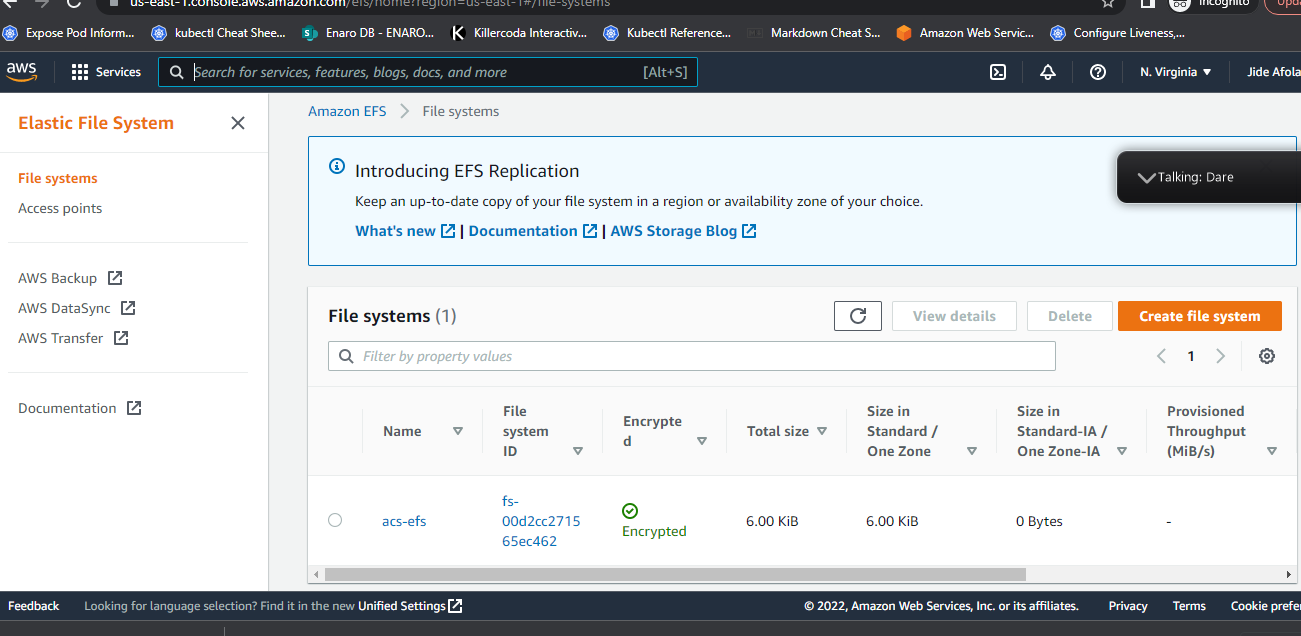 us-east-1.console.aws.amazon.com/efs/home?region=us-east-1#/file-systems
Incognito
Expose Pod Inform...
kubectl Cheat Shee...
Enaro DB - ENARO...
Killercoda Interactiv...
Kubectl Reference...
Markdown Cheat S...
Amazon Web Servic...
Configure Liveness,...
aws
Services
Search for services, features, blogs, docs, and more
[Alt+S]
N. Virginia
Jide Afola
Elastic File System
File systems
Access points
AWS Backup
AWS DataSync
AWS Transfer
Documentation
Amazon EFS
File systems
Introducing EFS Replication
Keep an up-to-date copy of your file system in a region or availability zone of your choice.
What's new | Documentation | AWS Storage Blog
Talking: Dare
File systems (1)
View details
Delete
Create file system
Filter by property values
1
Name
File
system
ID
Encrypte
d
Total size
Size in
Standard /
One Zone
Size in
Standard-IA /
One Zone-IA
Provisioned
Throughput
(MiB/s)
acs-efs
fs-
00d2cc2715
65ec462
Encrypted
6.00 KiB
6.00 KiB
0 Bytes
-
Feedback
Looking for language selection? Find it in the new Unified Settings
© 2022, Amazon Web Services, Inc. or its affiliates.
Privacy
Terms
Cookie prefe